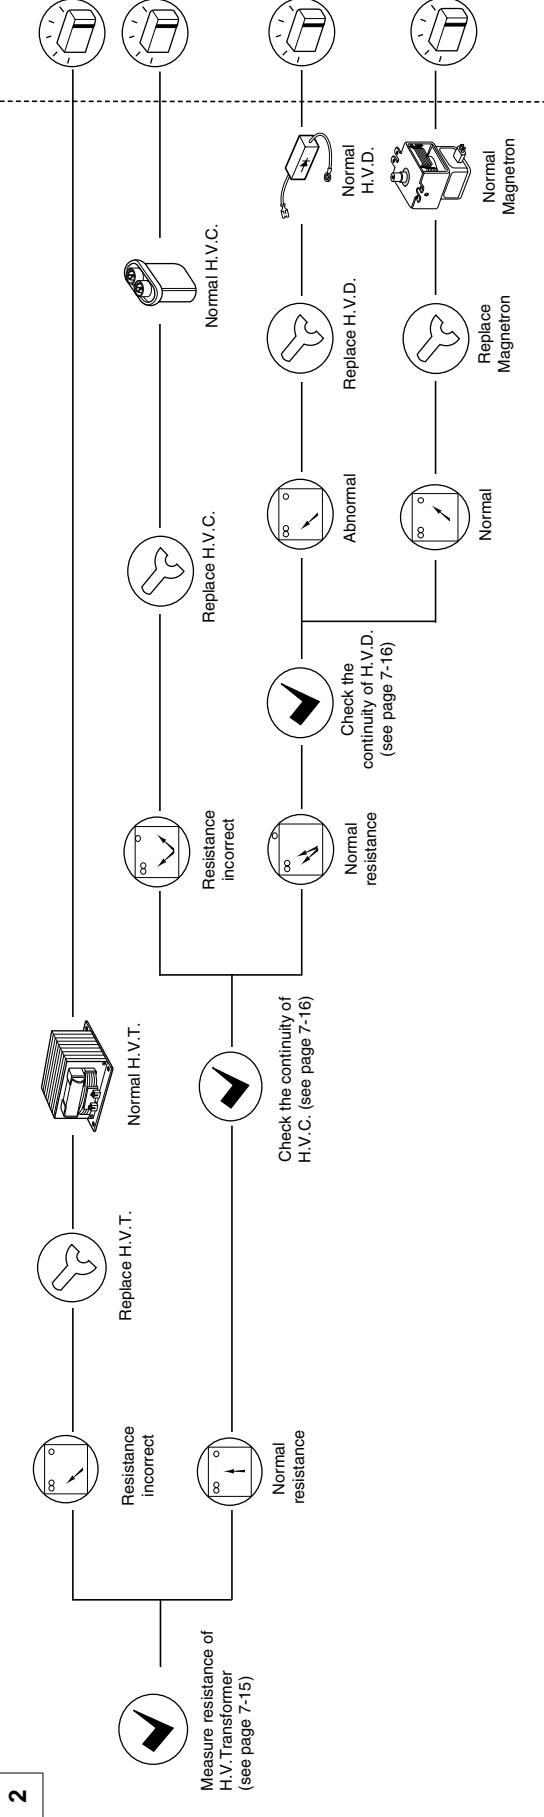 2
Measure resistance of
H.V.Transformer
(see page 7-15)
Resistance
incorrect
Replace H.V.T.
Normal H.V.T.
Normal
resistance
Check the continuity of
H.V.C. (see page 7-16)
Resistance
incorrect
Replace H.V.C.
Normal H.V.C.
Normal
resistance
Check the
continuity of H.V.D.
(see page 7-16)
Abnormal
Replace H.V.D.
Normal
H.V.D.
Normal
Replace
Magnetron
Normal
Magnetron